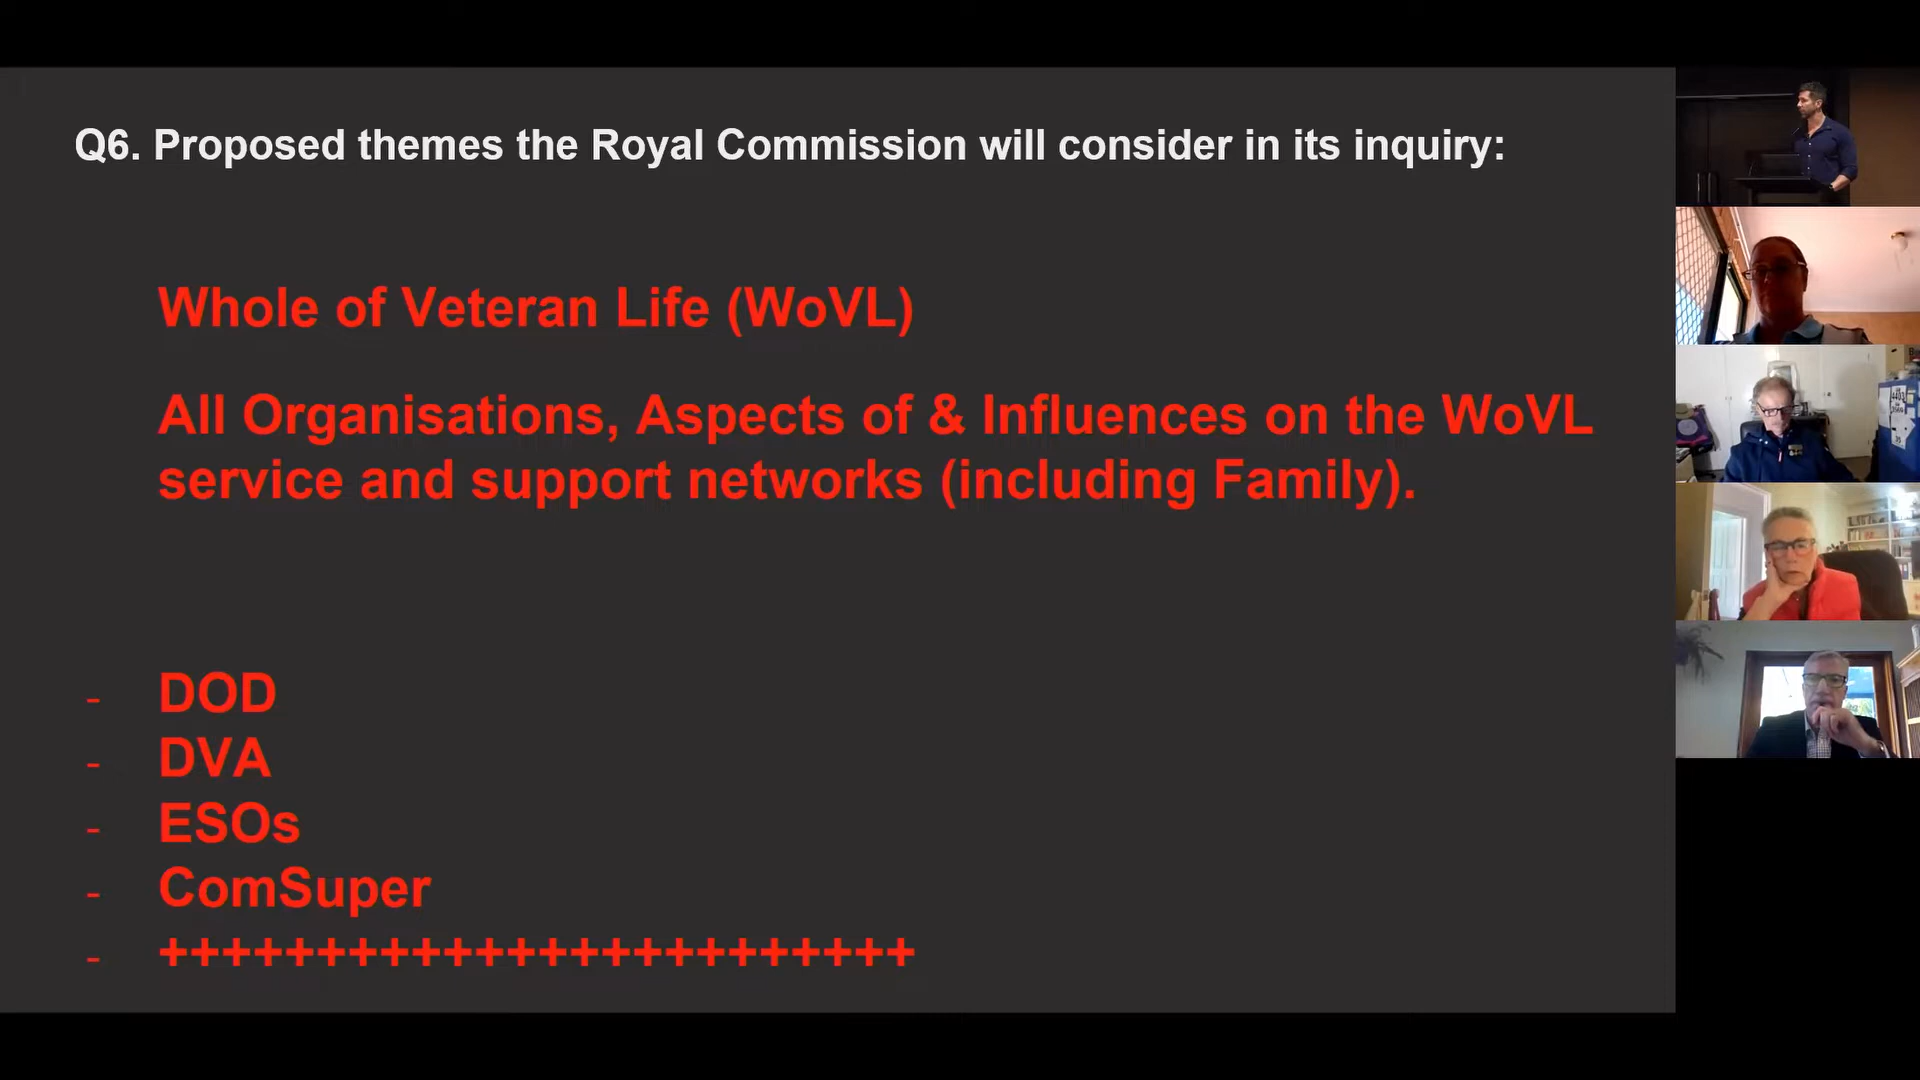 Q6. Proposed themes the Royal Commission will consider in its inquiry:
Whole of Veteran Life (WoVL)
All Organisations, Aspects of & Influences on the WoVL
service and support networks (including Family).
- DOD
- DVA
- ESOs
- ComSuper
- ++++++++++++++++++++++++